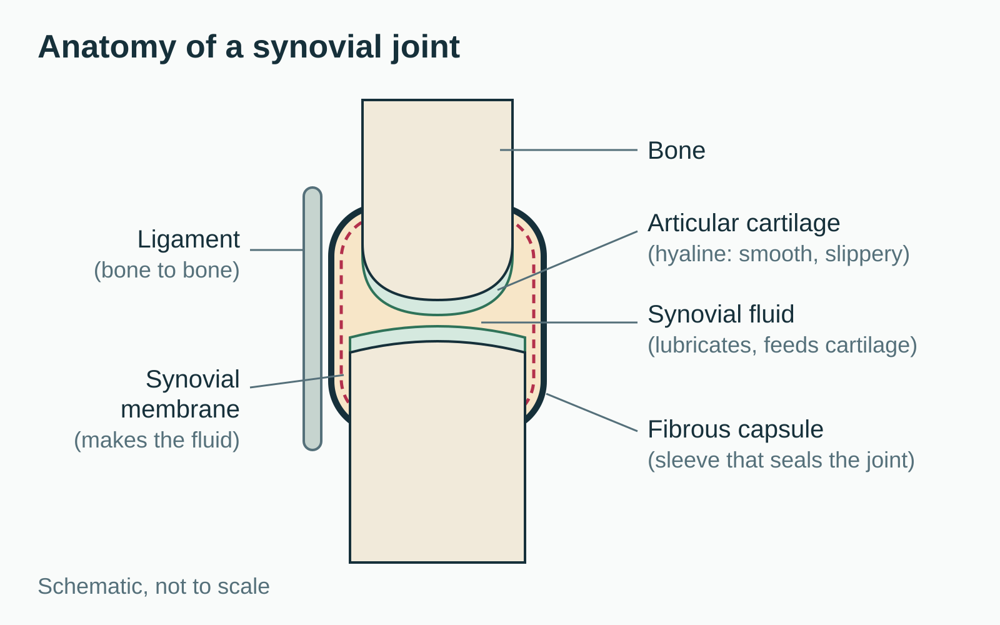 Anatomy of a synovial joint
Bone
Articular cartilage
(hyaline: smooth, slippery)
Ligament
(bone to bone)
Synovial fluid
(lubricates, feeds cartilage)
Synovial
membrane
(makes the fluid)
Fibrous capsule
(sleeve that seals the joint)
Schematic, not to scale